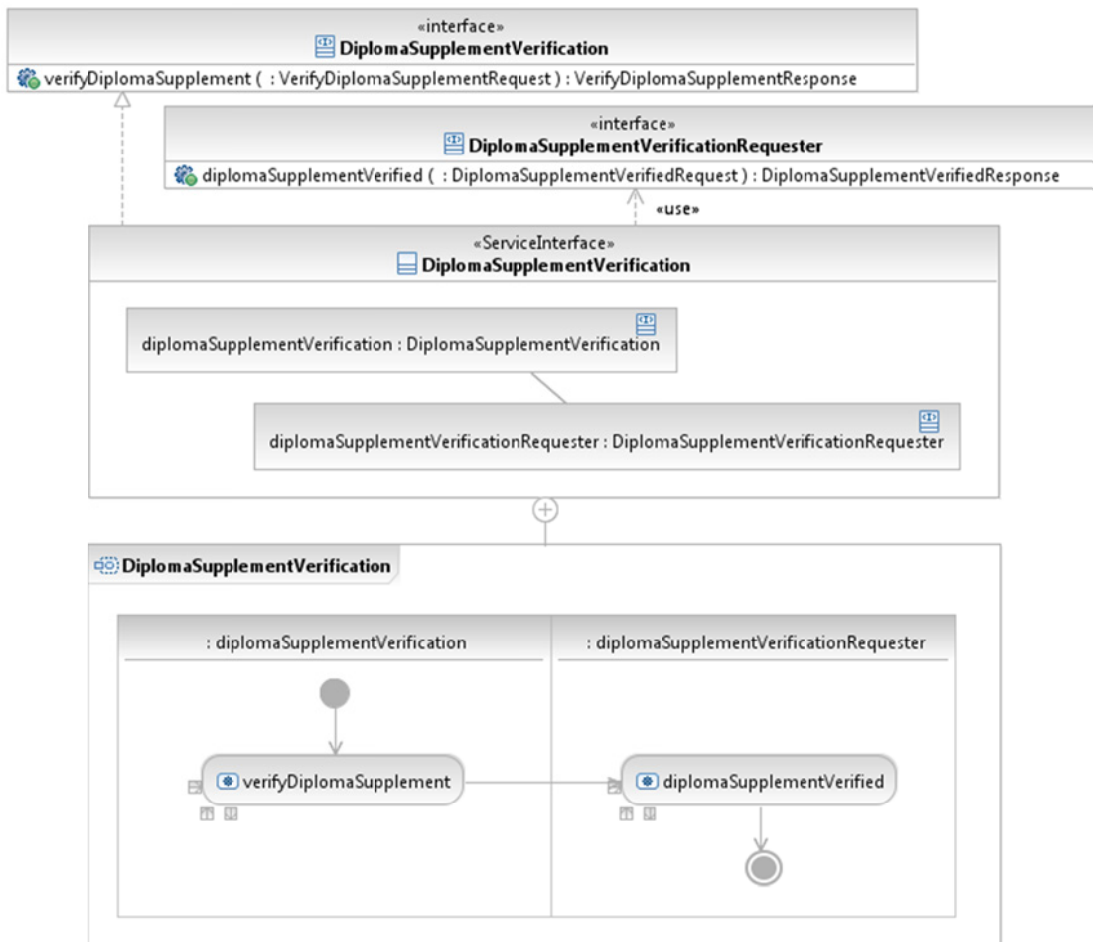 «interface»
DiplomaSupplementVerification
verifyDiplomaSupplement ( : VerifyDiplomaSupplementRequest ) : VerifyDiplomaSupplementResponse
«interface»
DiplomaSupplementVerificationRequester
diplomaSupplementVerified ( : DiplomaSupplementVerifiedRequest ) : DiplomaSupplementVerifiedResponse
«use»
«ServiceInterface»
DiplomaSupplementVerification
diplomaSupplementVerification : DiplomaSupplementVerification
diplomaSupplementVerificationRequester : DiplomaSupplementVerificationRequester
DiplomaSupplementVerification
: diplomaSupplementVerification
: diplomaSupplementVerificationRequester
verifyDiplomaSupplement
diplomaSupplementVerified